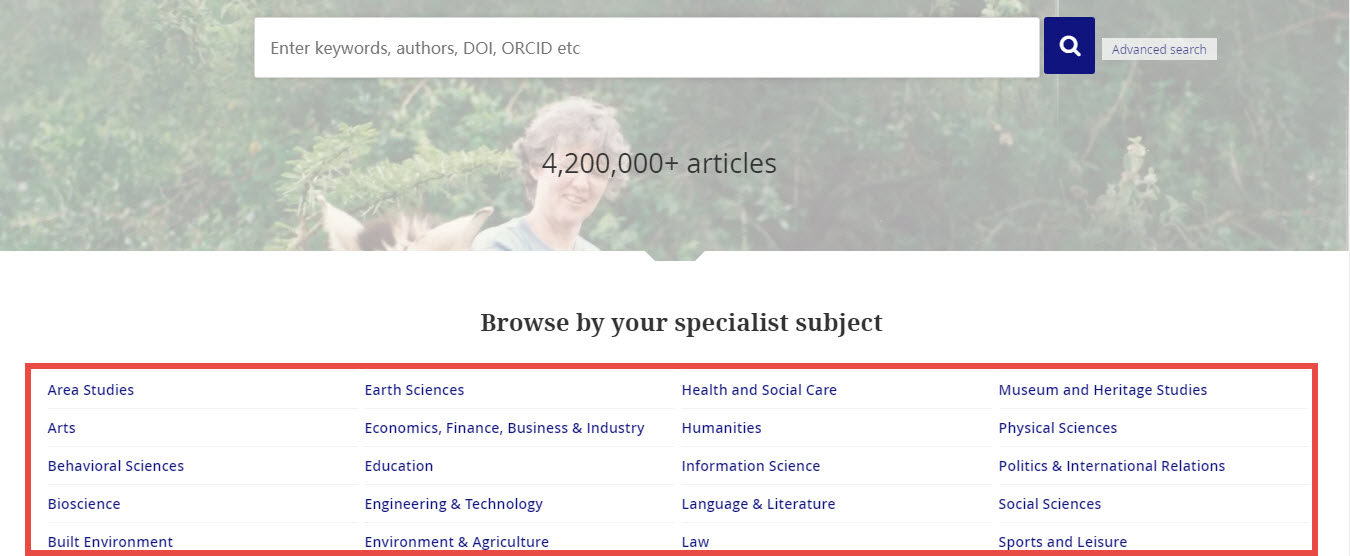 Enter keywords, authors, DOI, ORCID etc
Advanced search
4,200,000+ articles
Browse by your specialist subject
Area Studies
Arts
Behavioral Sciences
Bioscience
Built Environment
Earth Sciences
Economics, Finance, Business & Industry
Education
Engineering & Technology
Environment & Agriculture
Health and Social Care
Humanities
Information Science
Language & Literature
Law
Museum and Heritage Studies
Physical Sciences
Politics & International Relations
Social Sciences
Sports and Leisure